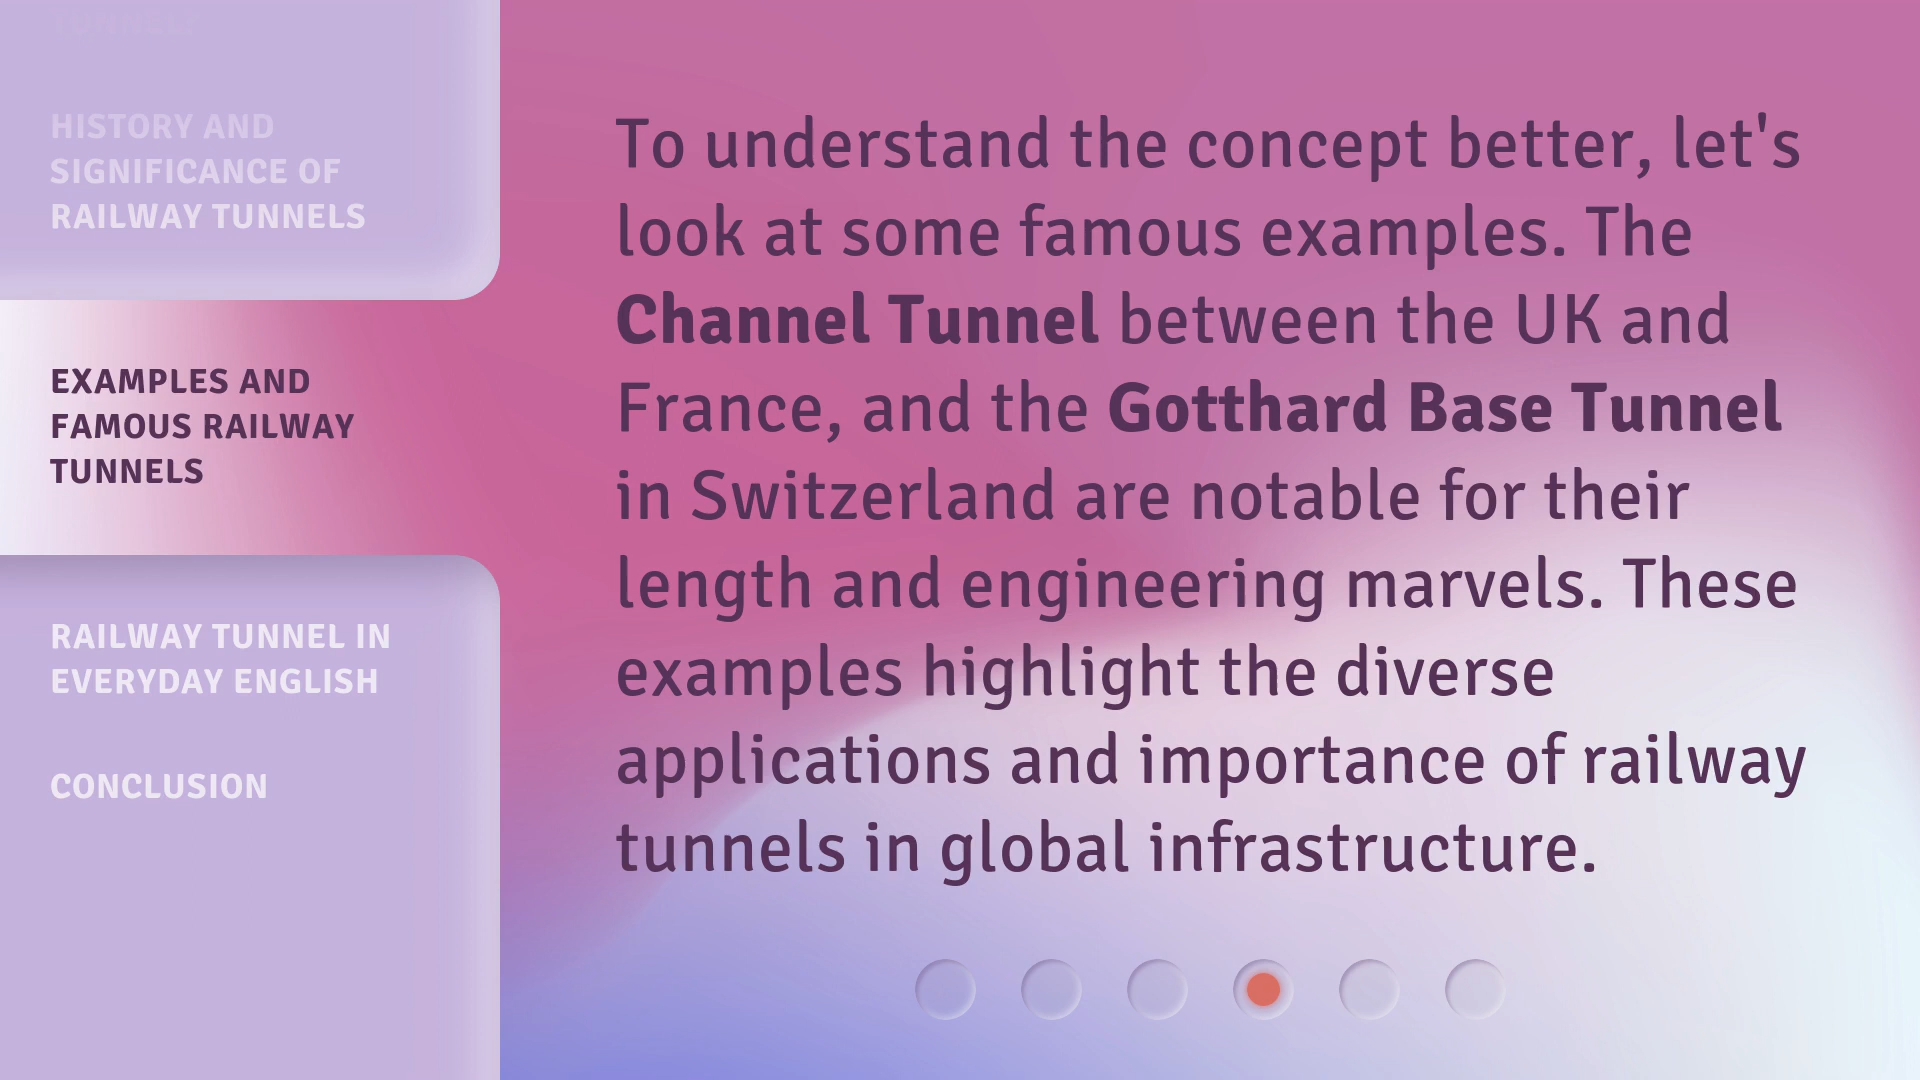 TUNNELS
HISTORY AND
SIGNIFICANCE OF
RAILWAY TUNNELS
EXAMPLES AND
FAMOUS RAILWAY
TUNNELS
RAILWAY TUNNEL IN
EVERYDAY ENGLISH
CONCLUSION
To understand the concept better, let's
look at some famous examples. The
Channel Tunnel between the UK and
France, and the Gotthard Base Tunnel
in Switzerland are notable for their
length and engineering marvels. These
examples highlight the diverse
applications and importance of railway
tunnels in global infrastructure.